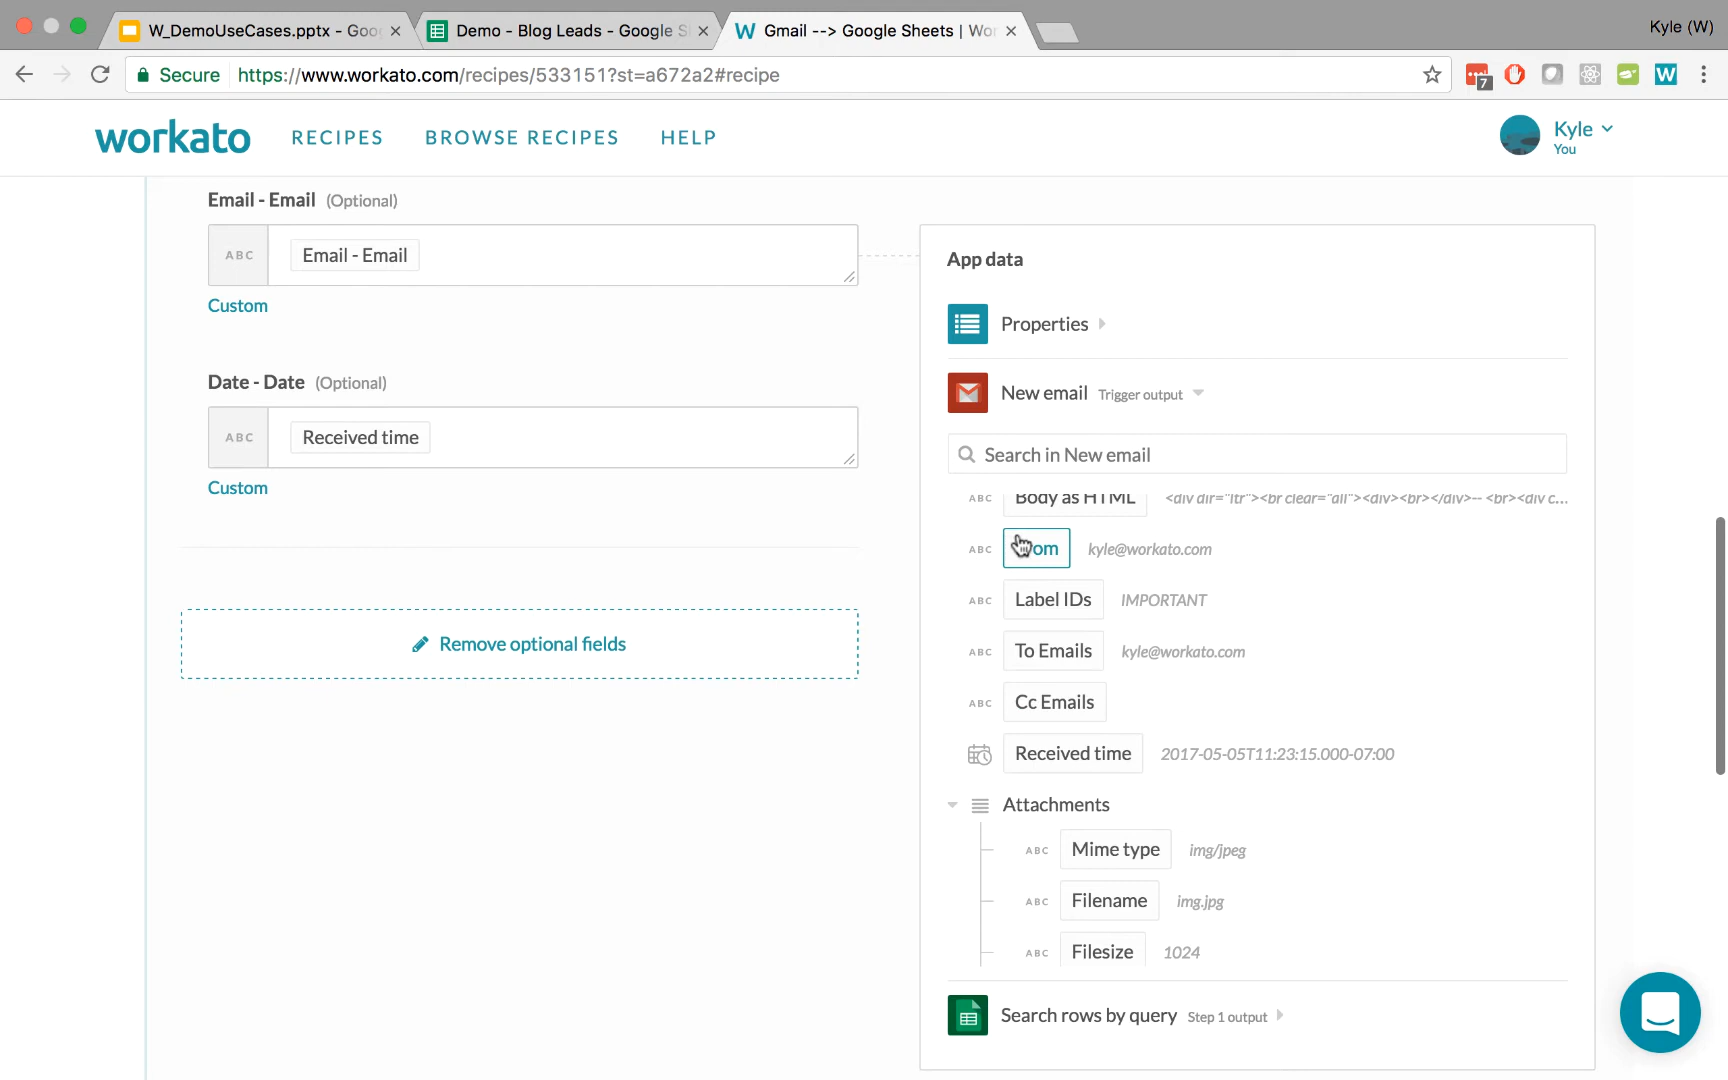 W_DemoUseCases.pptx - Goo
Demo - Blog Leads - Google S
Gmail --> Google Sheets | Wor
Kyle (W)
Secure
https://www.workato.com/recipes/533151?st=a672a2#recipe
7
W
workato
RECIPES
BROWSE RECIPES
HELP
Kyle
You
Email - Email (Optional)
ABC
Email - Email
Custom
Date - Date (Optional)
ABC
Received time
Custom
Remove optional fields
App data
Properties
New email Trigger output
Search in New email
ABC Body as HTML <div dir="ltr"><br clear="all"><div><br></div>-- <br><div c...
ABC om kyle@workato.com
ABC Label IDs IMPORTANT
ABC To Emails kyle@workato.com
ABC Cc Emails
Received time 2017-05-05T11:23:15.000-07:00
Attachments
ABC Mime type img/jpeg
ABC Filename img.jpg
ABC Filesize 1024
Search rows by query Step 1 output